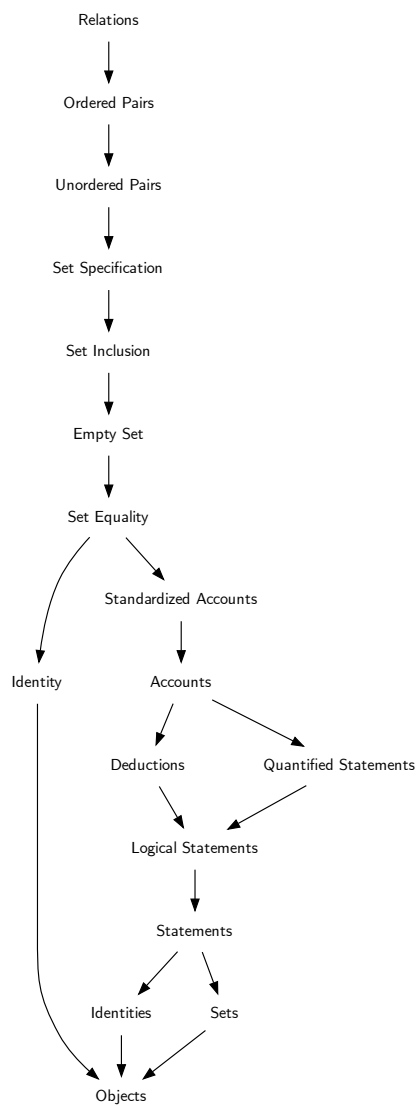 Relations
Ordered Pairs
Unordered Pairs
Set Specification
Set Inclusion
Empty Set
Set Equality
Standardized Accounts
Identity
Accounts
Deductions
Quantified Statements
Logical Statements
Statements
Identities
Sets
Objects